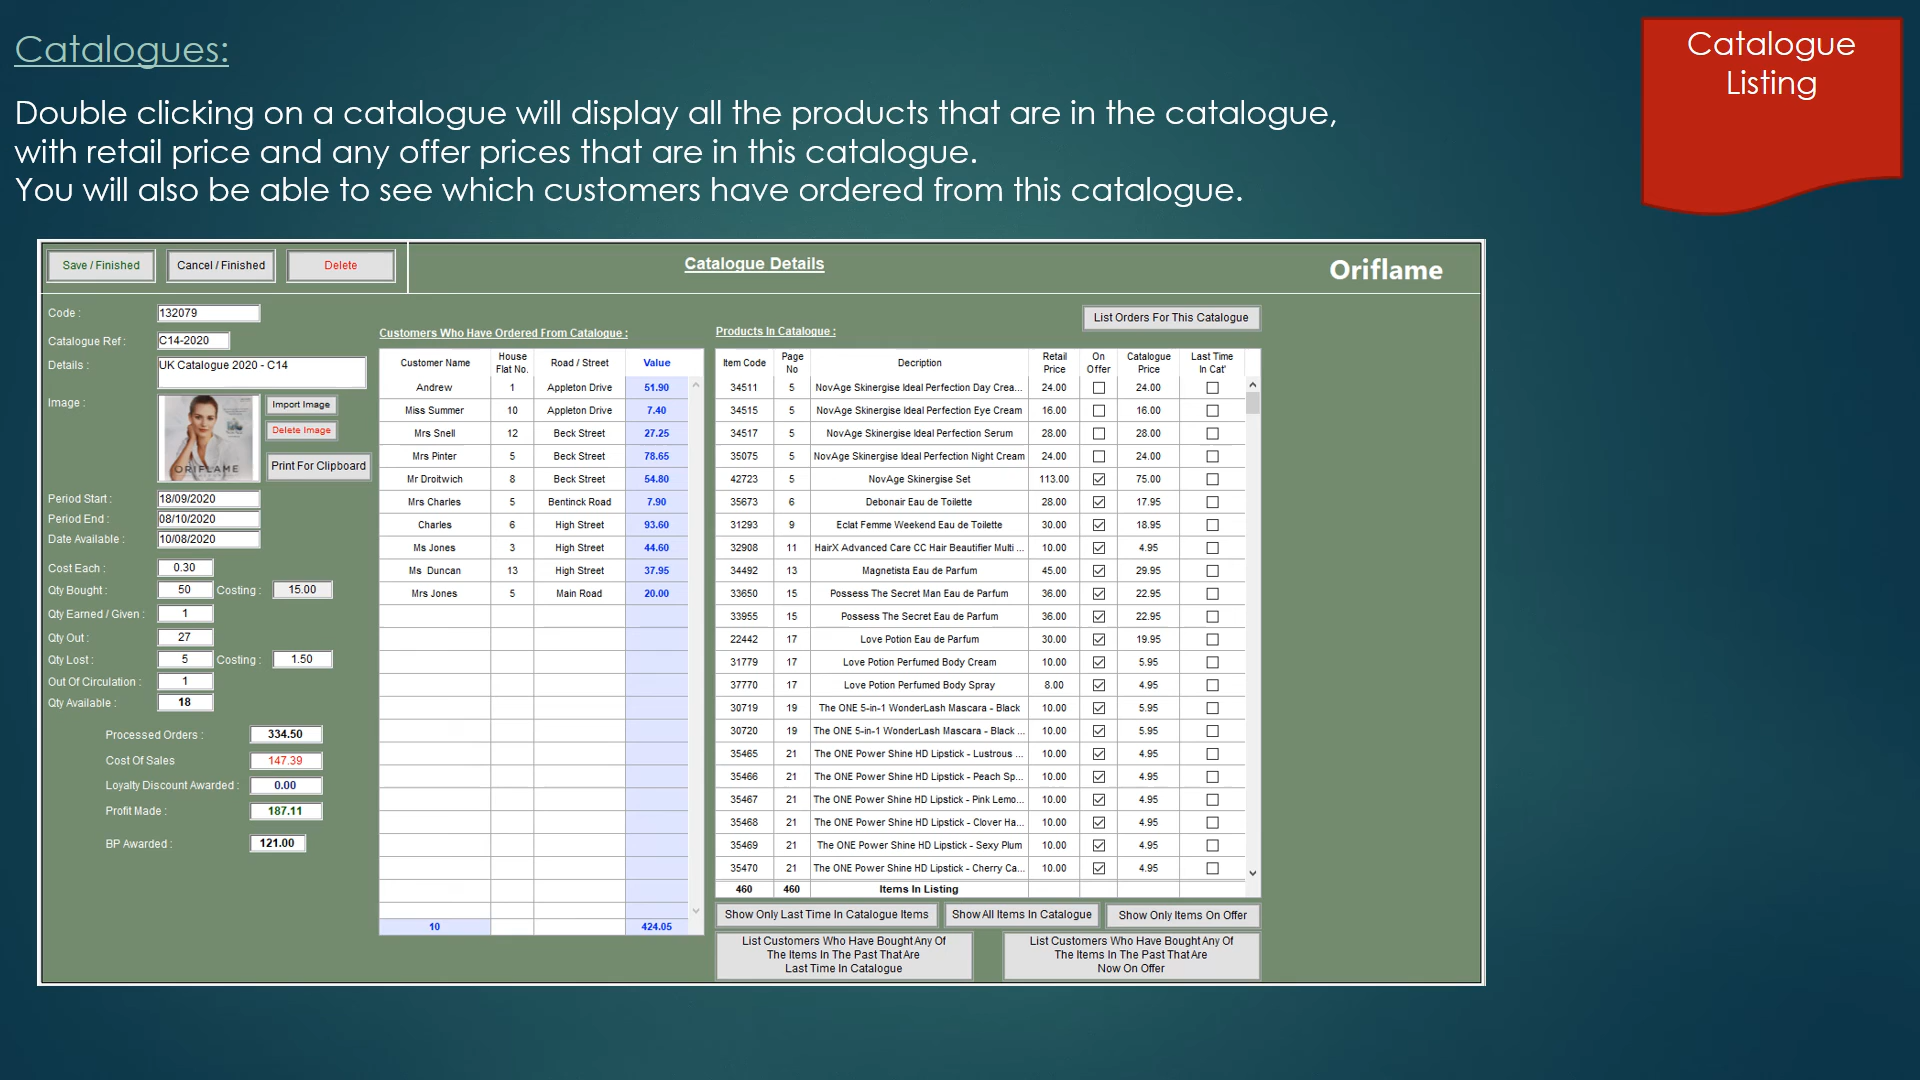 Catalogues:
Catalogue
Listing
Double clicking on a catalogue will display all the products that are in the catalogue,
with retail price and any offer prices that are in this catalogue.
You will also be able to see which customers have ordered from this catalogue.
Save / Finished Cancel / Finished Delete Catalogue Details Oriflame
Code : 132079
Catalogue Ref : C14-2020
Details : UK Catalogue 2020 - C14
Image : Import Image
Delete Image
Print For Clipboard
ORIFLAME
Period Start : 18/09/2020
Period End : 08/10/2020
Date Available : 10/08/2020
Cost Each : 0.30
Qty Bought : 50 Costing : 15.00
Qty Earned / Given : 1
Qty Out : 27
Qty Lost : 5 Costing : 1.50
Out Of Circulation : 1
Qty Available : 18
Processed Orders : 334.50
Cost Of Sales 147.39
Loyalty Discount Awarded : 0.00
Profit Made : 187.11
BP Awarded : 121.00
Customers Who Have Ordered From Catalogue :
Customer Name House Flat No. Road / Street Value
Andrew 1 Appleton Drive 51.90
Miss Summer 10 Appleton Drive 7.40
Mrs Snell 12 Beck Street 27.25
Mrs Pinter 5 Beck Street 78.65
Mr Droitwich 8 Beck Street 54.80
Mrs Charles 5 Bentinck Road 7.90
Charles 6 High Street 93.60
Ms Jones 3 High Street 44.60
Ms Duncan 13 High Street 37.95
Mrs Jones 5 Main Road 20.00
10 424.05
Products In Catalogue :
List Orders For This Catalogue
Item Code Page No Decription Retail Price On Offer Catalogue Price Last Time In Cat'
34511 5 NovAge Skinergise Ideal Perfection Day Crea... 24.00 24.00
34515 5 NovAge Skinergise Ideal Perfection Eye Cream 16.00 16.00
34517 5 NovAge Skinergise Ideal Perfection Serum 28.00 28.00
35075 5 NovAge Skinergise Ideal Perfection Night Cream 24.00 24.00
42723 5 NovAge Skinergise Set 113.00 75.00
35673 6 Debonair Eau de Toilette 28.00 17.95
31293 9 Eclat Femme Weekend Eau de Toilette 30.00 18.95
32908 11 HairX Advanced Care CC Hair Beautifier Multi ... 10.00 4.95
34492 13 Magnetista Eau de Parfum 45.00 29.95
33650 15 Possess The Secret Man Eau de Parfum 36.00 22.95
33955 15 Possess The Secret Eau de Parfum 36.00 22.95
22442 17 Love Potion Eau de Parfum 30.00 19.95
31779 17 Love Potion Perfumed Body Cream 10.00 5.95
37770 17 Love Potion Perfumed Body Spray 8.00 4.95
30719 19 The ONE 5-in-1 WonderLash Mascara - Black 10.00 5.95
30720 19 The ONE 5-in-1 WonderLash Mascara - Black ... 10.00 5.95
35465 21 The ONE Power Shine HD Lipstick - Lustrous ... 10.00 4.95
35466 21 The ONE Power Shine HD Lipstick - Peach Sp... 10.00 4.95
35467 21 The ONE Power Shine HD Lipstick - Pink Lemo... 10.00 4.95
35468 21 The ONE Power Shine HD Lipstick - Clover Ha... 10.00 4.95
35469 21 The ONE Power Shine HD Lipstick - Sexy Plum 10.00 4.95
35470 21 The ONE Power Shine HD Lipstick - Cherry Ca... 10.00 4.95
460 460 Items In Listing
Show Only Last Time In Catalogue Items Show All Items In Catalogue Show Only Items On Offer
List Customers Who Have Bought Any Of
The Items In The Past That Are
Last Time In Catalogue
List Customers Who Have Bought Any Of
The Items In The Past That Are
Now On Offer